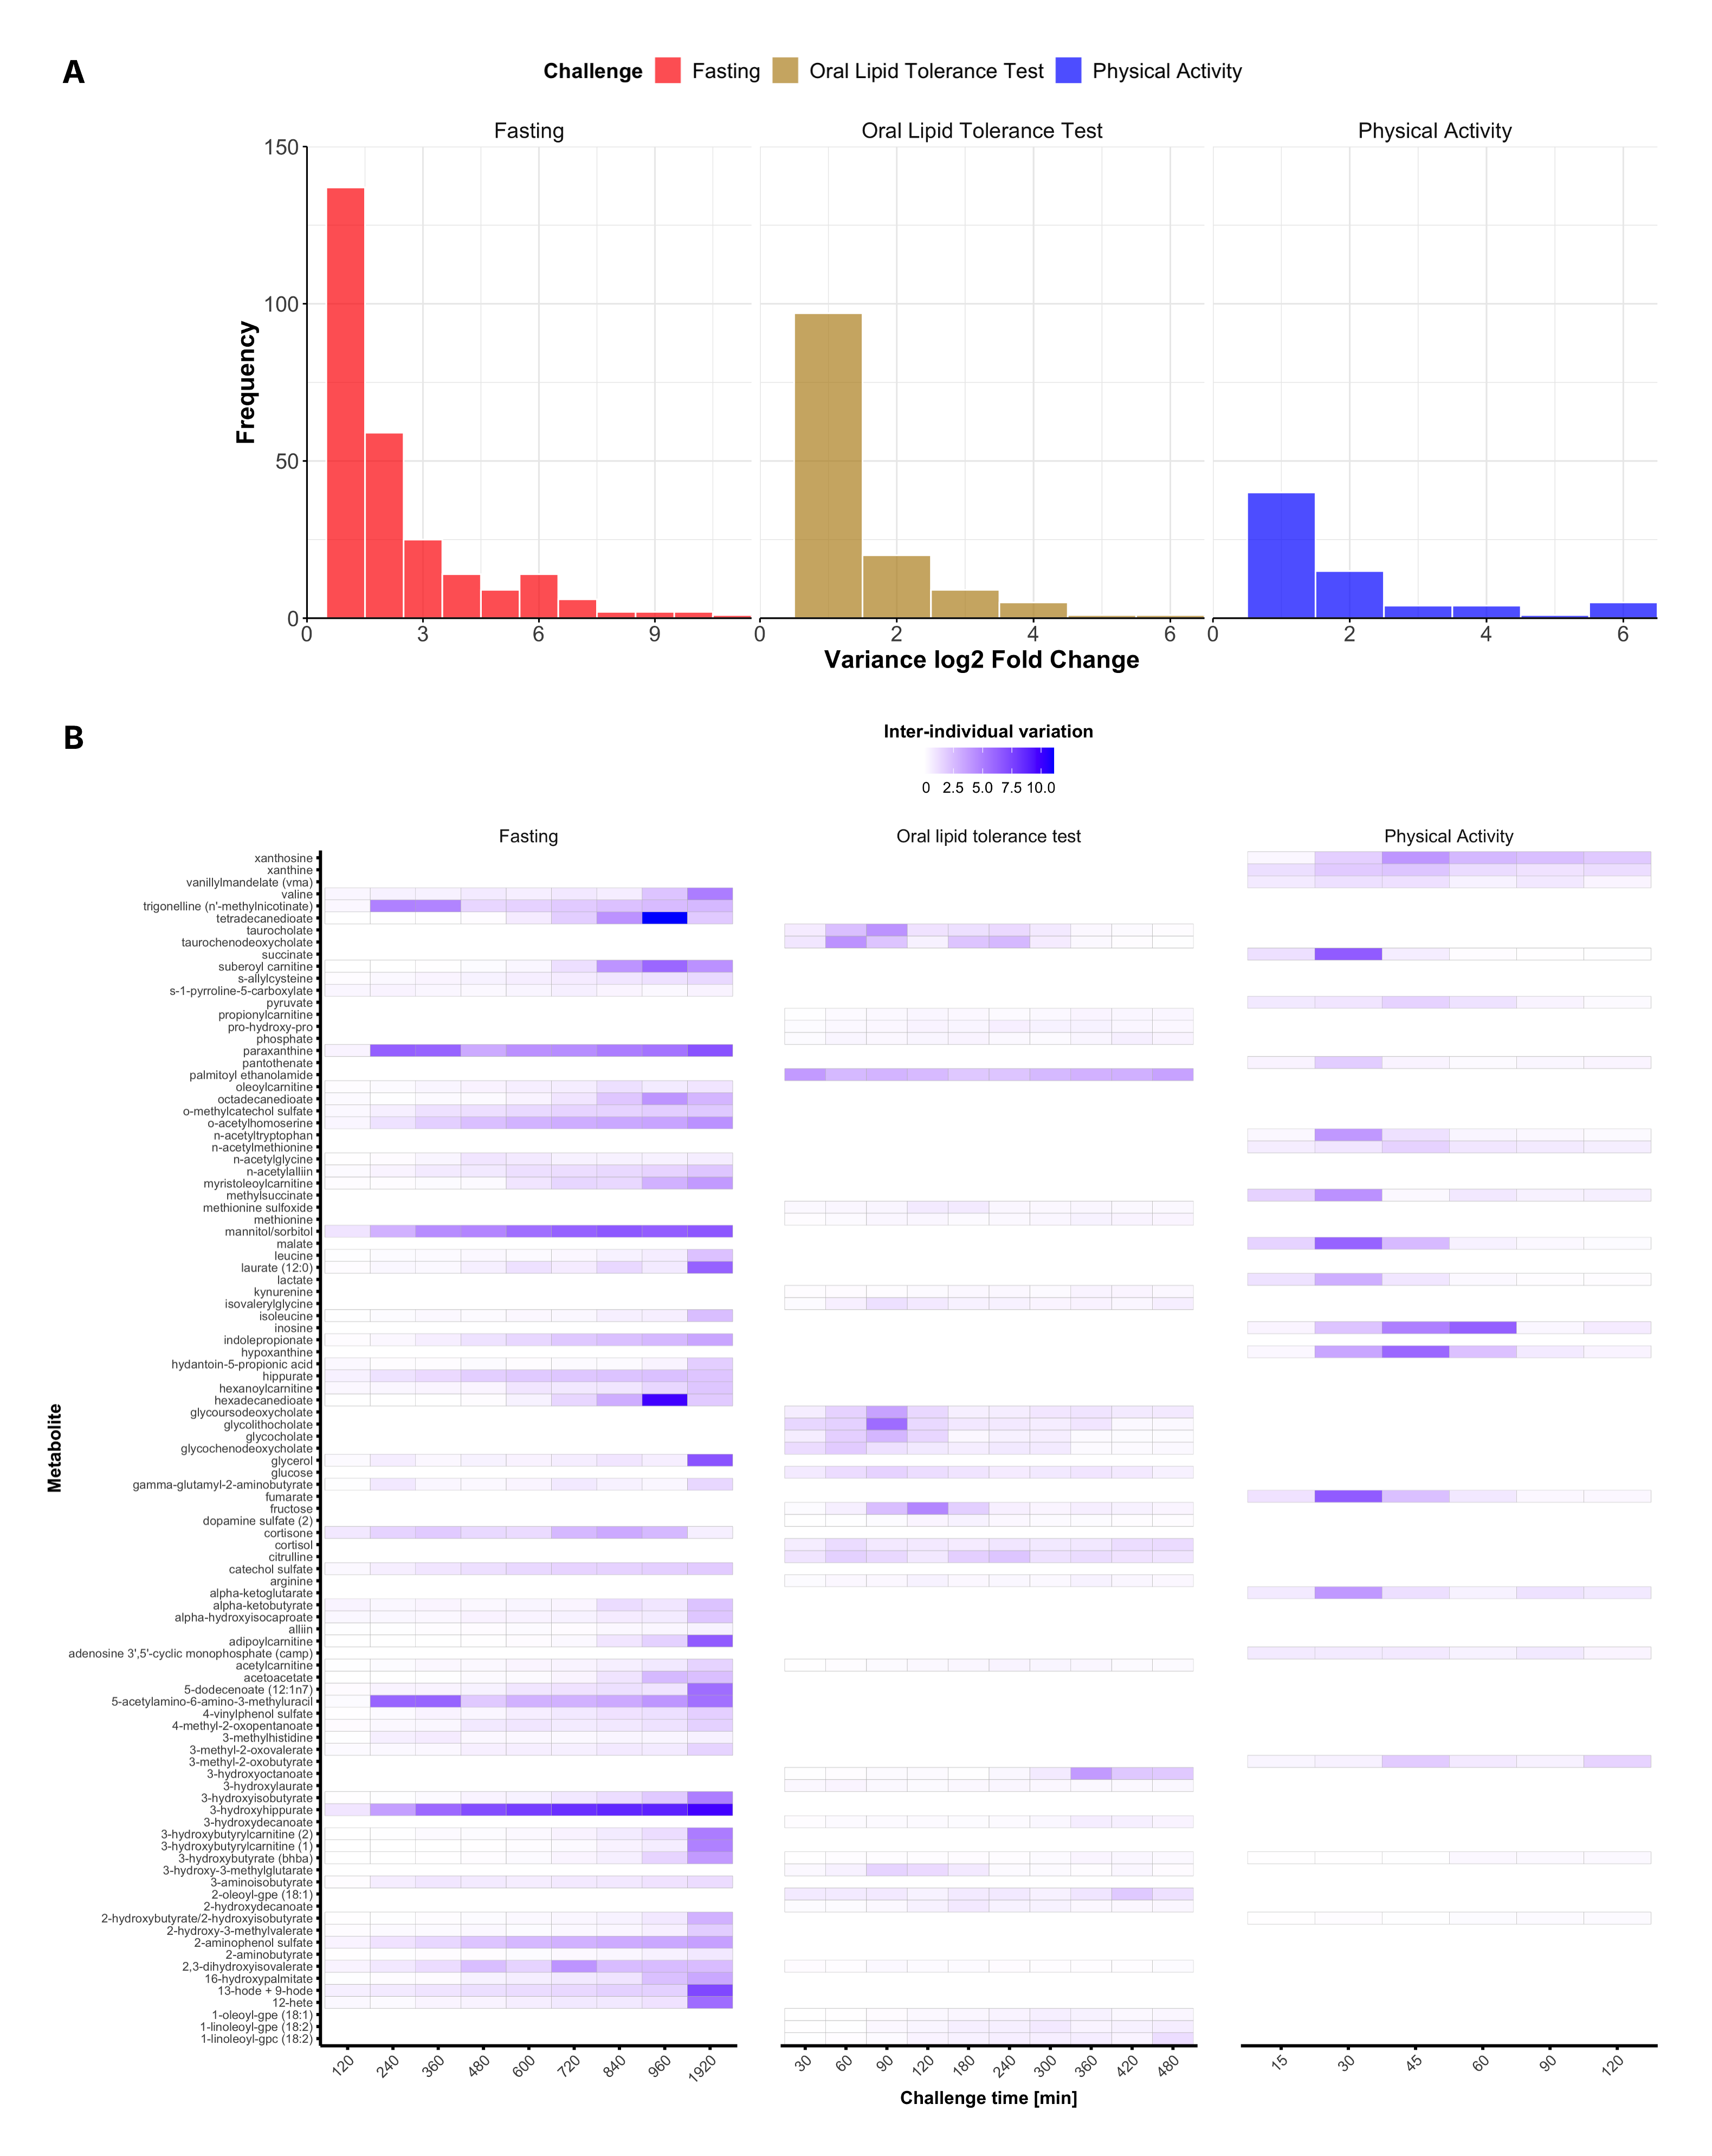 A
Challenge Fasting Oral Lipid Tolerance Test Physical Activity
Fasting Oral Lipid Tolerance Test Physical Activity
150
100
50
0
Frequency
0 3 6 9 0 2 4 6 0 2 4 6
Variance log2 Fold Change
B
Inter-individual variation
0 2.5 5.0 7.5 10.0
Fasting Oral lipid tolerance test Physical Activity
Metabolite
xanthosine
xanthine
vanillylmandelate (vma)
valine
trigonelline (n'-methylnicotinate)
tetradecanedioate
taurocholate
taurochenodeoxycholate
succinate
suberoyl carnitine
s-allylcysteine
s-1-pyrroline-5-carboxylate
pyruvate
propionylcarnitine
pro-hydroxy-pro
phosphate
paraxanthine
pantothenate
palmitoyl ethanolamide
oleoylcarnitine
octadecanedioate
o-methylcatechol sulfate
o-acetylhomoserine
n-acetyltryptophan
n-acetylmethionine
n-acetylglycine
n-acetylalliin
myristoleoylcarnitine
methylsuccinate
methionine sulfoxide
methionine
mannitol/sorbitol
malate
leucine
laurate (12:0)
lactate
kynurenine
isovalerylglycine
isoleucine
inosine
indolepropionate
hypoxanthine
hydantoin-5-propionic acid
hippurate
hexanoylcarnitine
hexadecanedioate
glycoursodeoxycholate
glycolithocholate
glycocholate
glycochenodeoxycholate
glycerol
glucose
gamma-glutamyl-2-aminobutyrate
fumarate
fructose
dopamine sulfate (2)
cortisone
cortisol
citrulline
catechol sulfate
arginine
alpha-ketoglutarate
alpha-ketobutyrate
alpha-hydroxyisocaproate
alliin
adipoylcarnitine
adenosine 3',5'-cyclic monophosphate (camp)
acetylcarnitine
acetoacetate
5-dodecenoate (12:1n7)
5-acetylamino-6-amino-3-methyluracil
4-vinylphenol sulfate
4-methyl-2-oxopentanoate
3-methylhistidine
3-methyl-2-oxovalerate
3-methyl-2-oxobutyrate
3-hydroxyoctanoate
3-hydroxylaurate
3-hydroxyisobutyrate
3-hydroxyhippurate
3-hydroxydecanoate
3-hydroxybutyrylcarnitine (2)
3-hydroxybutyrylcarnitine (1)
3-hydroxybutyrate (bhba)
3-hydroxy-3-methylglutarate
3-aminoisobutyrate
2-oleoyl-gpe (18:1)
2-hydroxydecanoate
2-hydroxybutyrate/2-hydroxyisobutyrate
2-hydroxy-3-methylvalerate
2-aminophenol sulfate
2-aminobutyrate
2,3-dihydroxyisovalerate
16-hydroxypalmitate
13-hode + 9-hode
12-hete
1-oleoyl-gpe (18:1)
1-linoleoyl-gpe (18:2)
1-linoleoyl-gpc (18:2)
120 240 360 480 600 720 840 960 1920 30 60 90 120 180 240 300 360 420 480 15 30 45 60 90 120
Challenge time [min]